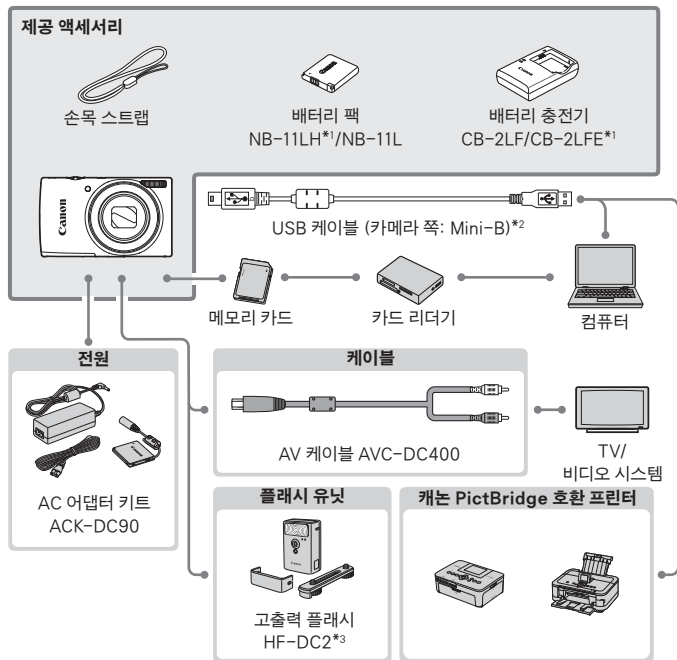 제공 액세서리
손목 스트랩
배터리 팩
NB-11LH*1/NB-11L
배터리 충전기
CB-2LF/CB-2LFE*1
Canon
USB 케이블 (카메라 쪽: Mini-B)*2
메모리 카드
카드 리더기
컴퓨터
전원
AC 어댑터 키트
ACK-DC90
케이블
AV 케이블 AVC-DC400
TV/
비디오 시스템
플래시 유닛
고출력 플래시
HF-DC2*3
캐논 PictBridge 호환 프린터